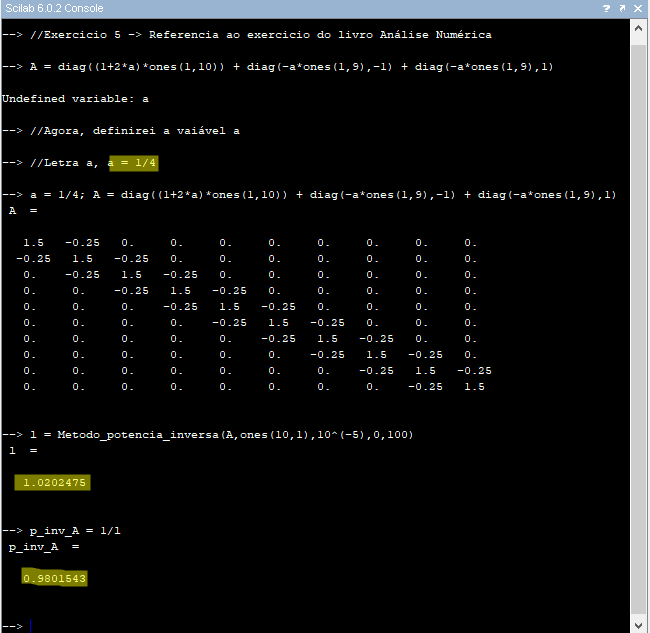 Scilab 6.0.2 Console
--> //Exercicio 5 -> Referencia ao exercicio do livro Análise Numérica
--> A = diag((1+2*a)*ones(1,10)) + diag(-a*ones(1,9),-1) + diag(-a*ones(1,9),1)
Undefined variable: a
--> //Agora, definirei a vaiável a
--> //Letra a, a = 1/4
--> a = 1/4; A = diag((1+2*a)*ones(1,10)) + diag(-a*ones(1,9),-1) + diag(-a*ones(1,9),1)
A =
1.5 -0.25 0. 0. 0. 0. 0. 0. 0. 0.
-0.25 1.5 -0.25 0. 0. 0. 0. 0. 0. 0.
0. -0.25 1.5 -0.25 0. 0. 0. 0. 0. 0.
0. 0. -0.25 1.5 -0.25 0. 0. 0. 0. 0.
0. 0. 0. -0.25 1.5 -0.25 0. 0. 0. 0.
0. 0. 0. 0. -0.25 1.5 -0.25 0. 0. 0.
0. 0. 0. 0. 0. -0.25 1.5 -0.25 0. 0.
0. 0. 0. 0. 0. 0. -0.25 1.5 -0.25 0.
0. 0. 0. 0. 0. 0. 0. -0.25 1.5 -0.25
0. 0. 0. 0. 0. 0. 0. 0. -0.25 1.5
--> l = Metodo_potencia_inversa(A,ones(10,1),10^(-5),0,100)
l =
1.0202475
--> p_inv_A = 1/l
p_inv_A =
0.9801543
-->